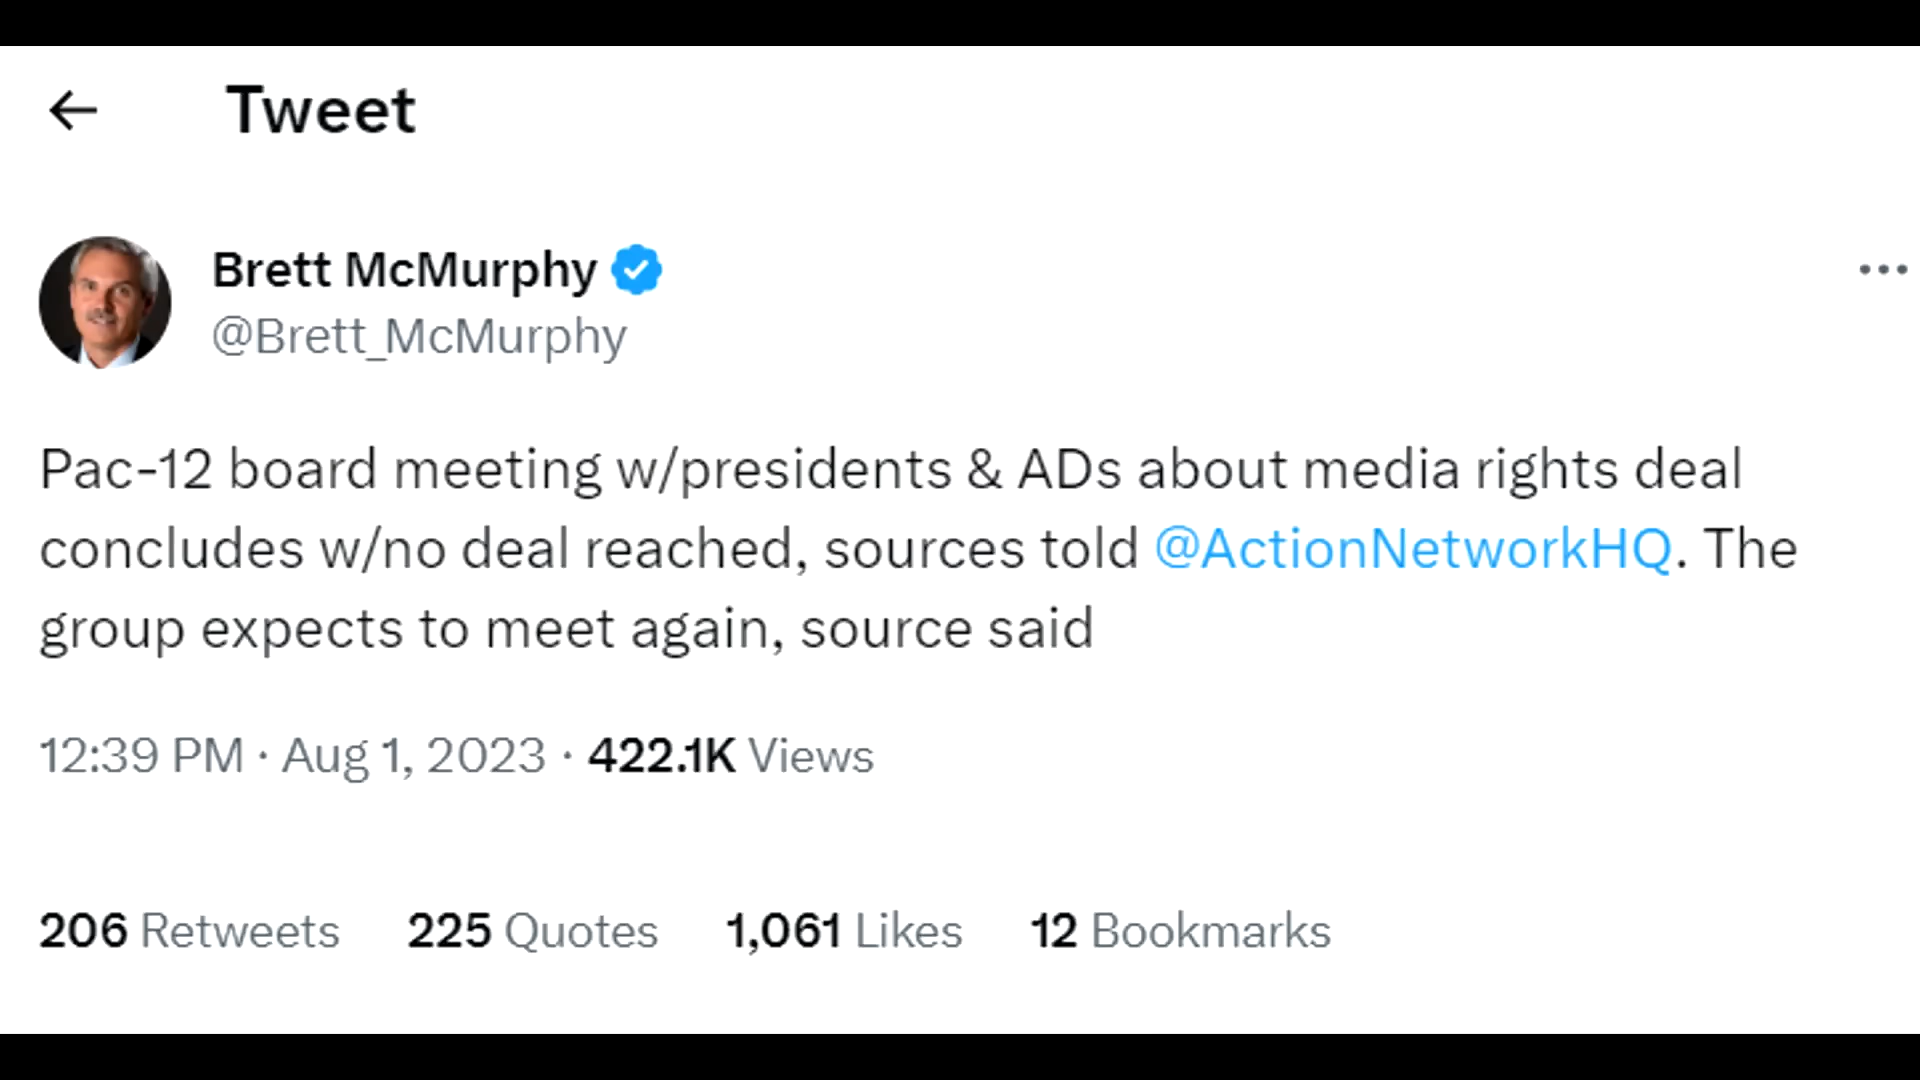 Tweet
Brett McMurphy
@Brett_McMurphy
Pac-12 board meeting w/presidents & ADs about media rights deal
concludes w/no deal reached, sources told @ActionNetworkHQ. The
group expects to meet again, source said
12:39 PM · Aug 1, 2023 · 422.1K Views
206 Retweets 225 Quotes 1,061 Likes 12 Bookmarks